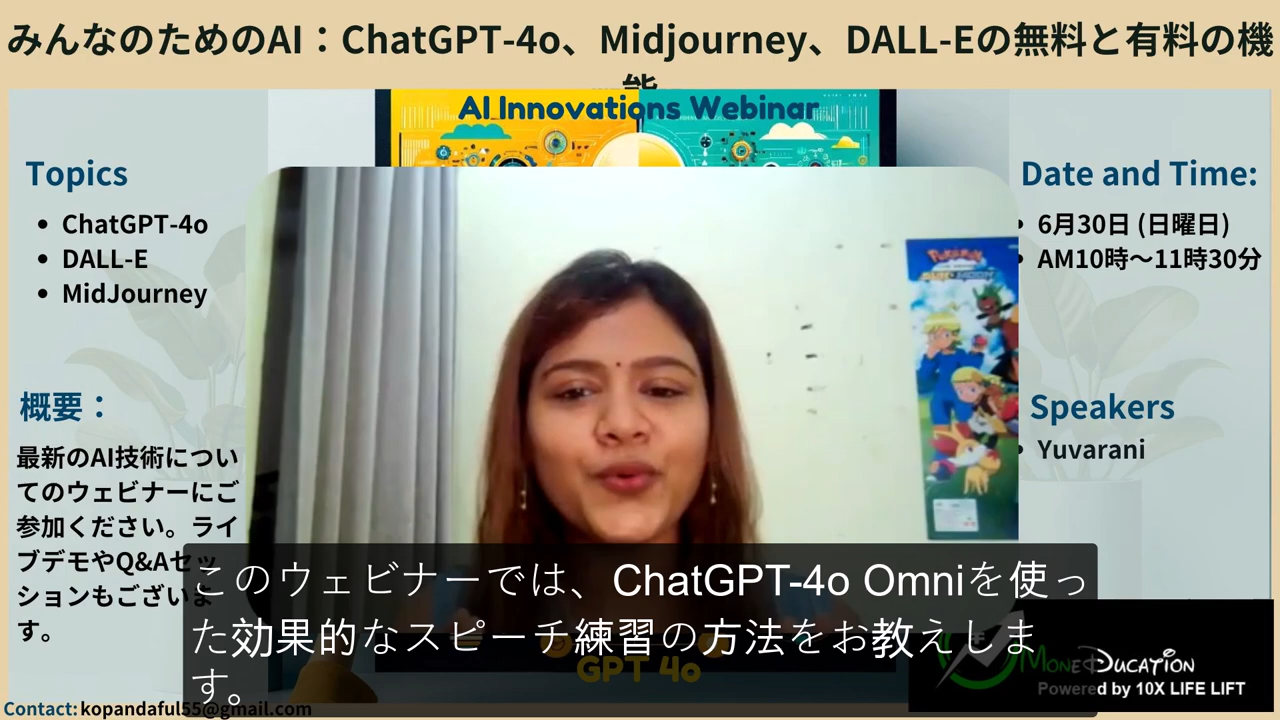 みんなのためのAI：ChatGPT-4o、Midjourney、DALL-Eの無料と有料の機
能
AI Innovations Webinar
Topics
ChatGPT-4o
DALL-E
MidJourney
概要：
最新のAI技術につい
てのウェビナーにご
参加ください。ライ
ブデモやQ&Aセッ
ションもございま
す。
Date and Time:
6月30日 (日曜日)
AM10時～11時30分
Speakers
Yuvarani
POKÉMON
このウェビナーでは、ChatGPT-4o Omniを使っ
た効果的なスピーチ練習の方法をお教えしま
す。
GPT 4o
MONEDUCATION
Powered by 10X LIFE LIFT
Contact: kopandaful55@gmail.com